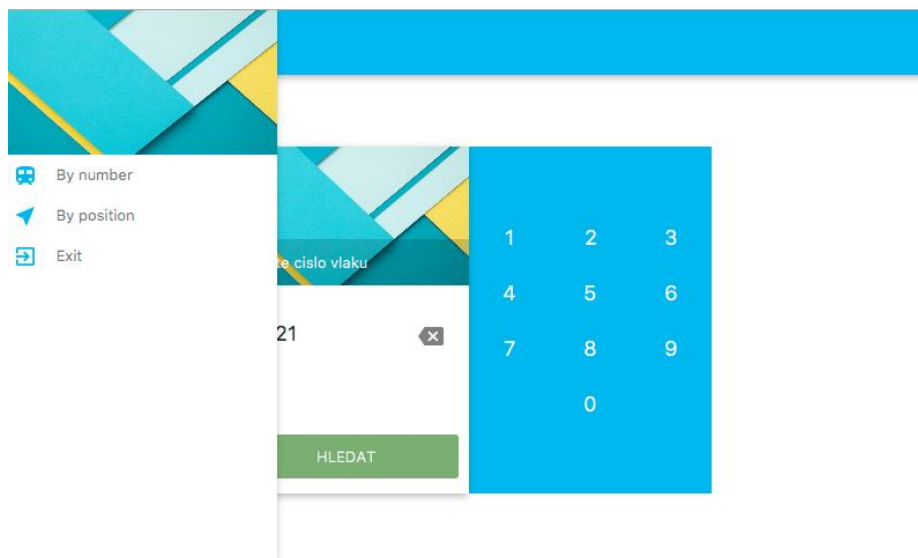 By number
By position
Exit
te cislo vlaku
21
HLEDAT
1 2 3
4 5 6
7 8 9
0